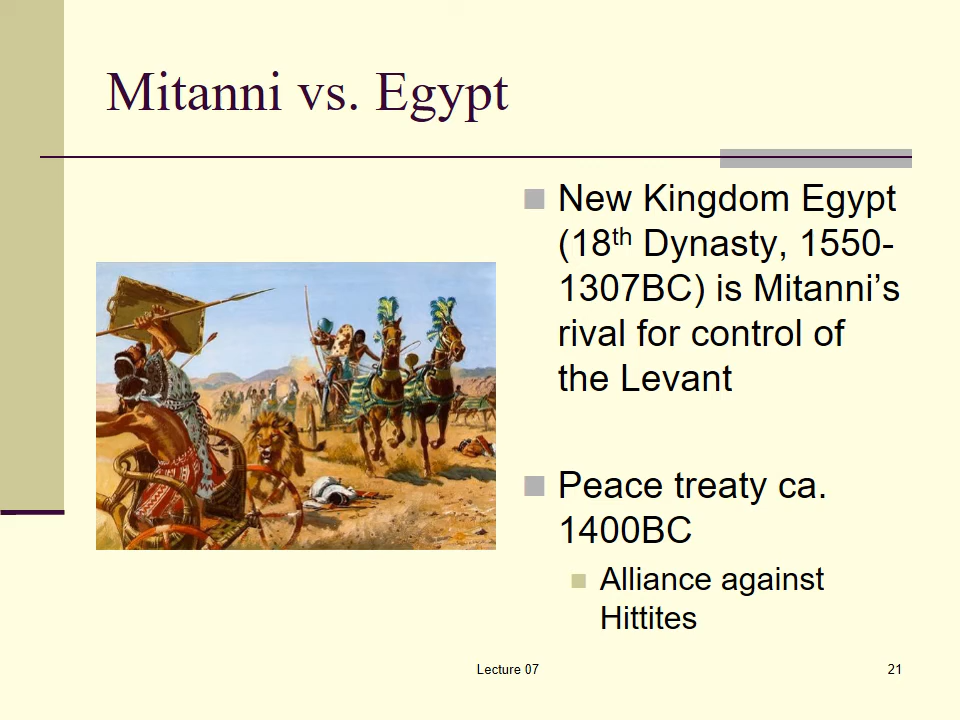 Mitanni vs. Egypt
New Kingdom Egypt
(18th Dynasty, 1550-
1307BC) is Mitanni’s
rival for control of
the Levant
Peace treaty ca.
1400BC
Alliance against
Hittites
Lecture 07
21